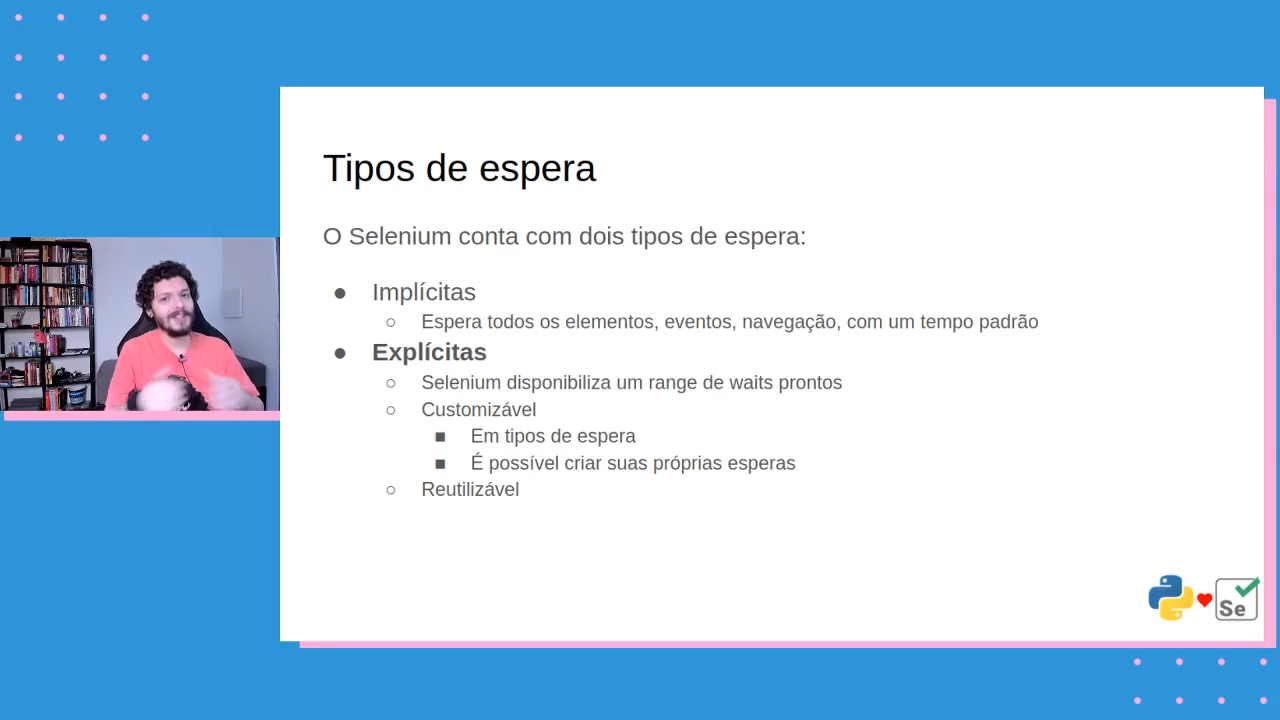 Tipos de espera
O Selenium conta com dois tipos de espera:
● Implícitas
○ Espera todos os elementos, eventos, navegação, com um tempo padrão
● Explícitas
○ Selenium disponibiliza um range de waits prontos
○ Customizável
■ Em tipos de espera
■ É possível criar suas próprias esperas
○ Reutilizável
Se